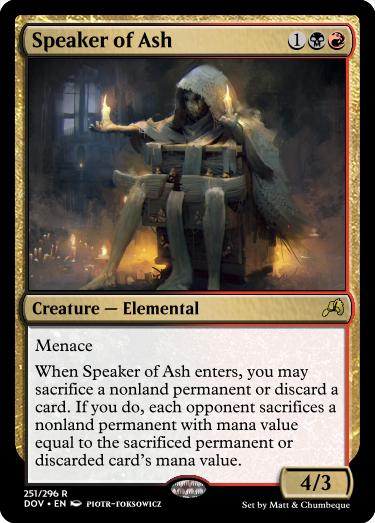 Speaker of Ash 1
Creature — Elemental
Menace
When Speaker of Ash enters, you may
sacrifice a nonland permanent or discard a
card. If you do, each opponent sacrifices a
nonland permanent with mana value
equal to the sacrificed permanent or
discarded card's mana value.
4/3
251/296 R
DOV • EN PIOTR-FOKSOWICZ
Set by Matt & Chumbeque